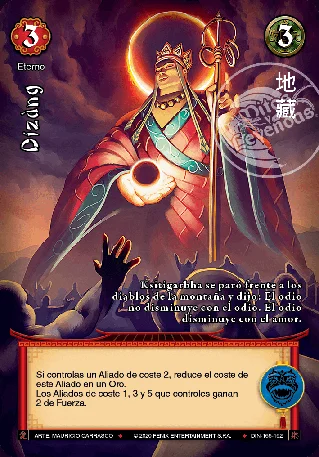 3
3
Eterno
Dizàng
地
藏
Ksitigarbha se paró frente a los
diablos de la montaña y dijo: El odio
no disminuye con el odio. El odio
disminuye con el amor.
Si controlas un Aliado de coste 2, reduce el coste de
este Aliado en un Oro.
Los Aliados de coste 1, 3 y 5 que controles ganan
2 de Fuerza.
ARTE: MAURICIO CARRASCO
© 2020 FENIX ENTERTAINMENT S.P.A.